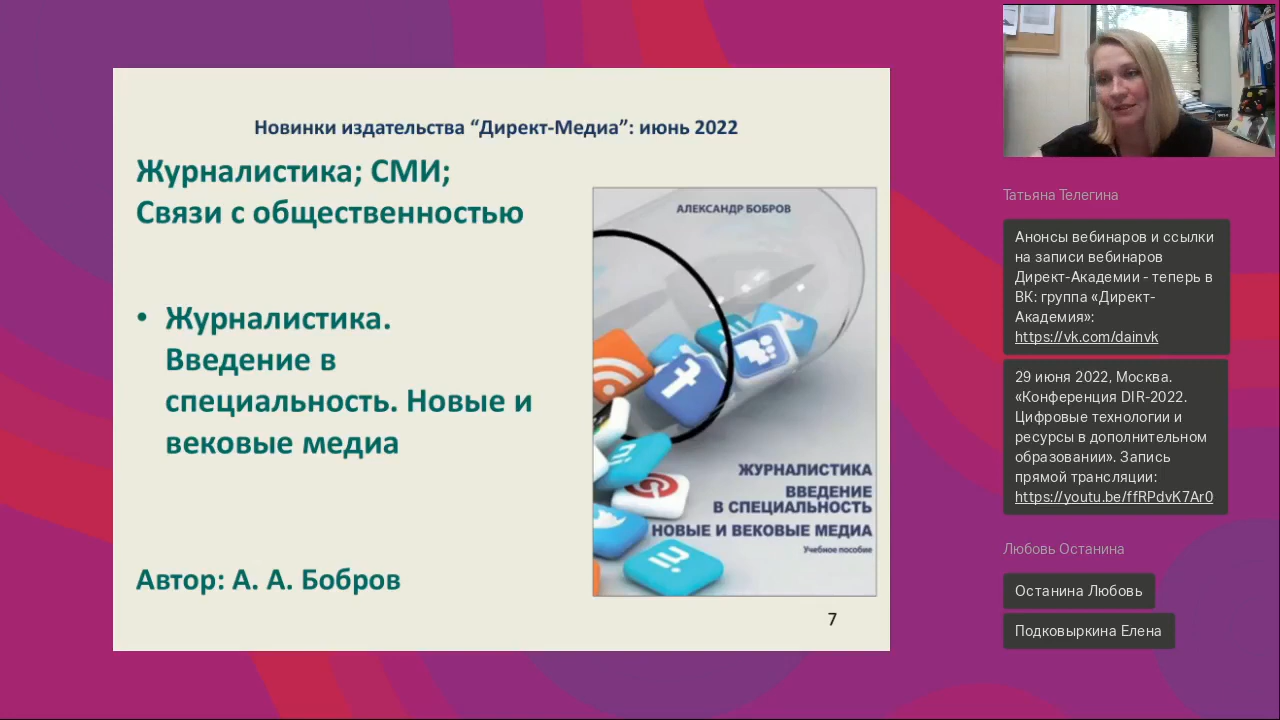 Новинки издательства “Директ-Медиа”: июнь 2022
Журналистика; СМИ;
Связи с общественностью
• Журналистика.
Введение в
специальность. Новые и
вековые медиа
Автор: А. А. Бобров
АЛЕКСАНДР БОБРОВ
ЖУРНАЛИСТИКА
ВВЕДЕНИЕ
В СПЕЦИАЛЬНОСТЬ
НОВЫЕ И ВЕКОВЫЕ МЕДИА
Учебное пособие
7
Татьяна Телегина
Анонсы вебинаров и ссылки
на записи вебинаров
Директ-Академии - теперь в
ВК: группа «Директ-
Академия»:
https://vk.com/dainvk
29 июня 2022, Москва.
«Конференция DIR-2022.
Цифровые технологии и
ресурсы в дополнительном
образовании». Запись
прямой трансляции:
https://youtu.be/ffRPdvK7Ar0
Любовь Останина
Останина Любовь
Подковыркина Елена